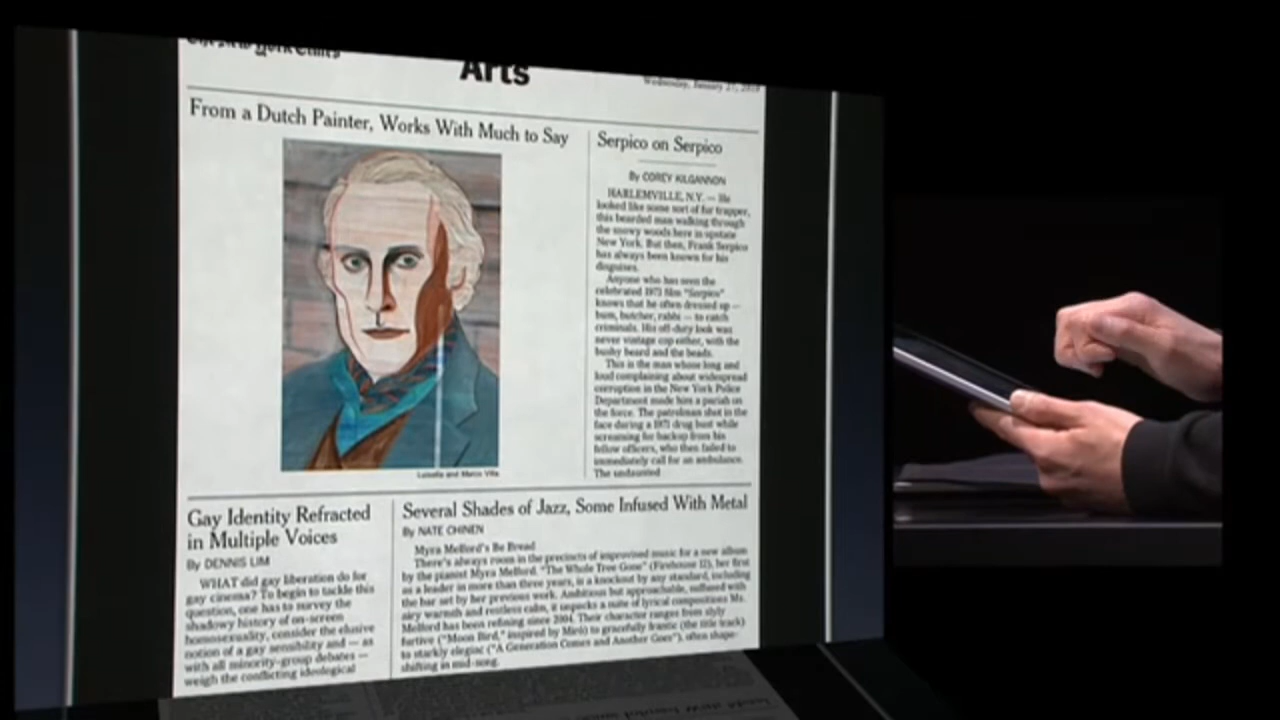 The New York Times
Arts
Wednesday, January 27, 2010
From a Dutch Painter, Works With Much to Say
Luisella and Marco Villa
Serpico on Serpico
By COREY KILGANNON
HARLEMVILLE, N.Y. — He
looked like some sort of fur trapper,
this bearded man walking through
the snowy woods here in upstate
New York. But then, Frank Serpico
has always been known for his
disguises.
Anyone who has seen the
celebrated 1973 film "Serpico"
knows that he often dressed up —
bum, butcher, rabbi — to catch
criminals. His off-duty look was
never vintage cop either, with the
bushy beard and the beads.
This is the man whose long and
loud complaining about widespread
corruption in the New York Police
Department made him a pariah on
the force. The patrolman shot in the
face during a 1971 drug bust while
screaming for backup from his
fellow officers, who then failed to
immediately call for an ambulance.
The undaunted
Gay Identity Refracted
in Multiple Voices
By DENNIS LIM
WHAT did gay liberation do for
gay cinema? To begin to tackle this
question, one has to survey the
shadowy history of on-screen
homosexuality, consider the elusive
notion of a gay sensibility and — as
with all minority-group debates —
weigh the conflicting ideological
Several Shades of Jazz, Some Infused With Metal
By NATE CHINEN
Myra Melford's Be Bread
There's always room in the precincts of improvised music for a new album
by the pianist Myra Melford. "The Whole Tree Gone" (Firehouse 12), her first
as a leader in more than three years, is a knockout by any standard, including
the bar set by her previous work. Ambitious but approachable, suffused with
airy warmth and restless calm, it unpacks a suite of lyrical compositions Ms.
Melford has been refining since 2004. Their character ranges from slyly
furtive ("Moon Bird," inspired by Miró) to gracefully frantic (the title track)
to starkly elegiac ("A Generation Comes and Another Goes"), often shape-
shifting in mid-song.